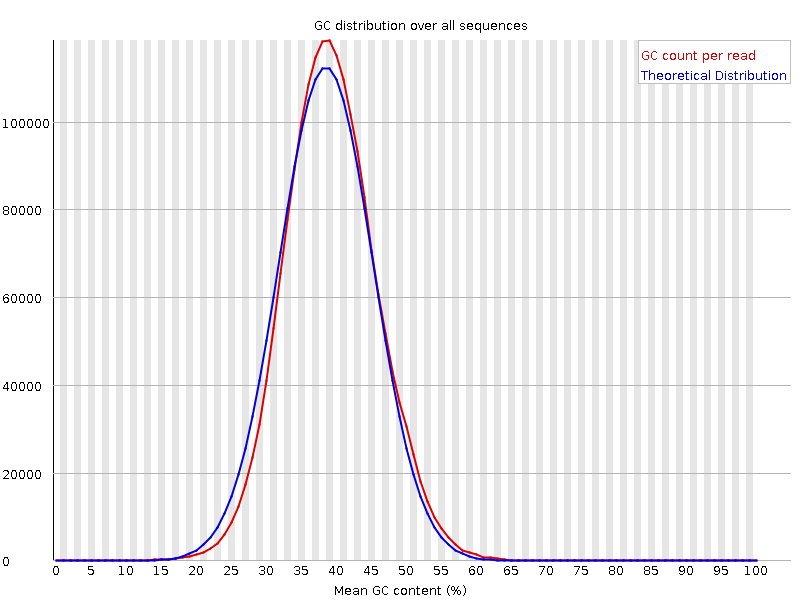 GC distribution over all sequences
GC count per read
Theoretical Distribution
100000
80000
60000
40000
20000
0
0 5 10 15 20 25 30 35 40 45 50 55 60 65 70 75 80 85 90 95 100
Mean GC content (%)